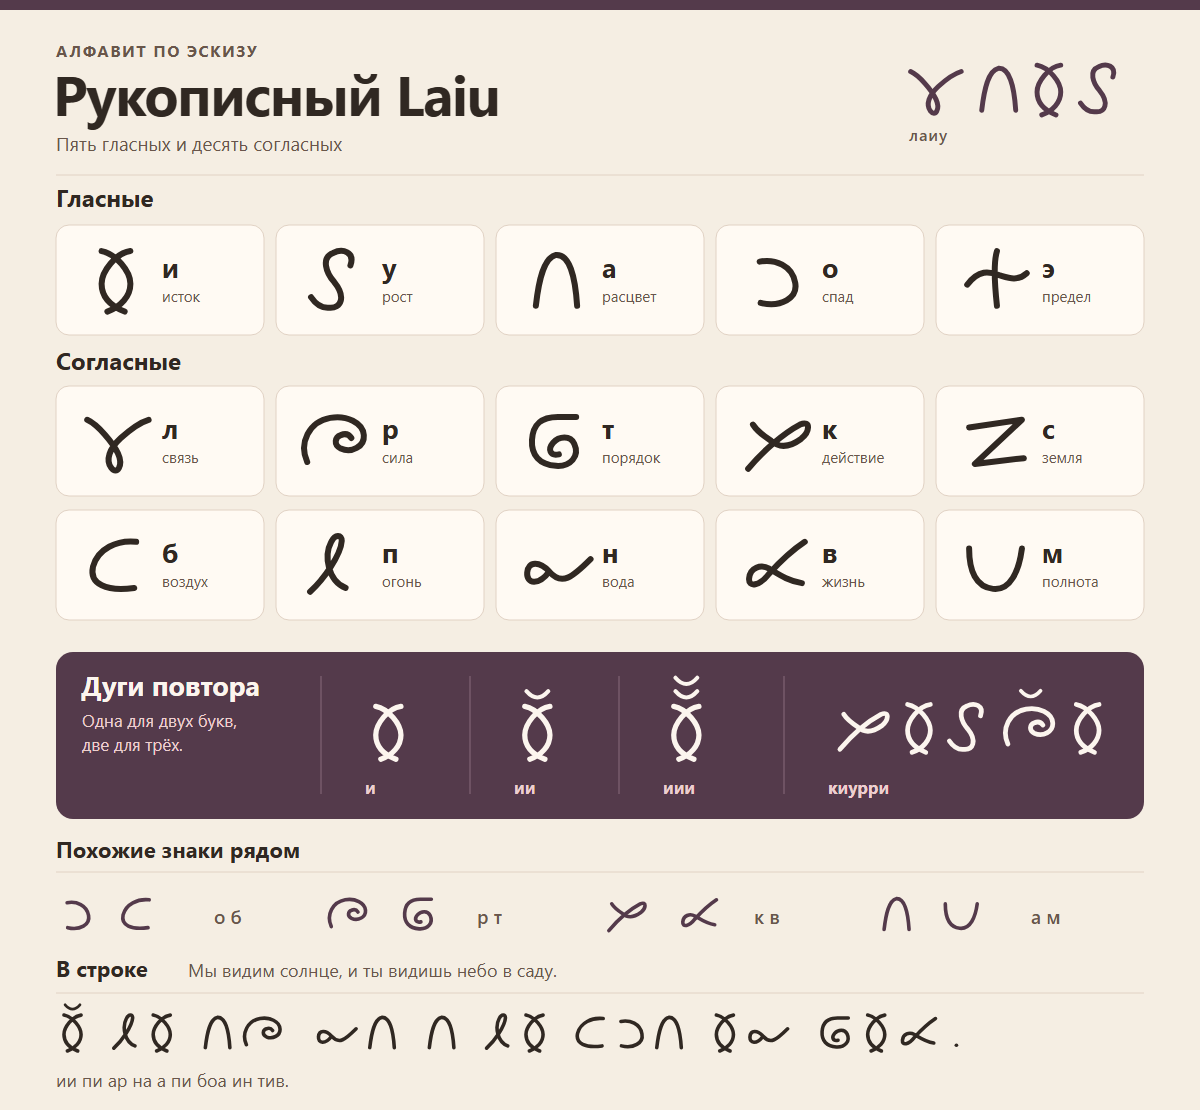 АЛФАВИТ ПО ЭСКИЗУ
Рукописный Laiu
Пять гласных и десять согласных
лаиу
Гласные
и
исток
у
рост
а
расцвет
о
спад
э
предел
Согласные
л
связь
р
сила
т
порядок
к
действие
с
земля
б
воздух
п
огонь
н
вода
в
жизнь
м
полнота
Дуги повтора
Одна для двух букв,
две для трёх.
и
ии
иии
киурри
Похожие знаки рядом
о б
р т
к в
а м
В строке
Мы видим солнце, и ты видишь небо в саду.
ии пи ар на а пи боа ин тив.